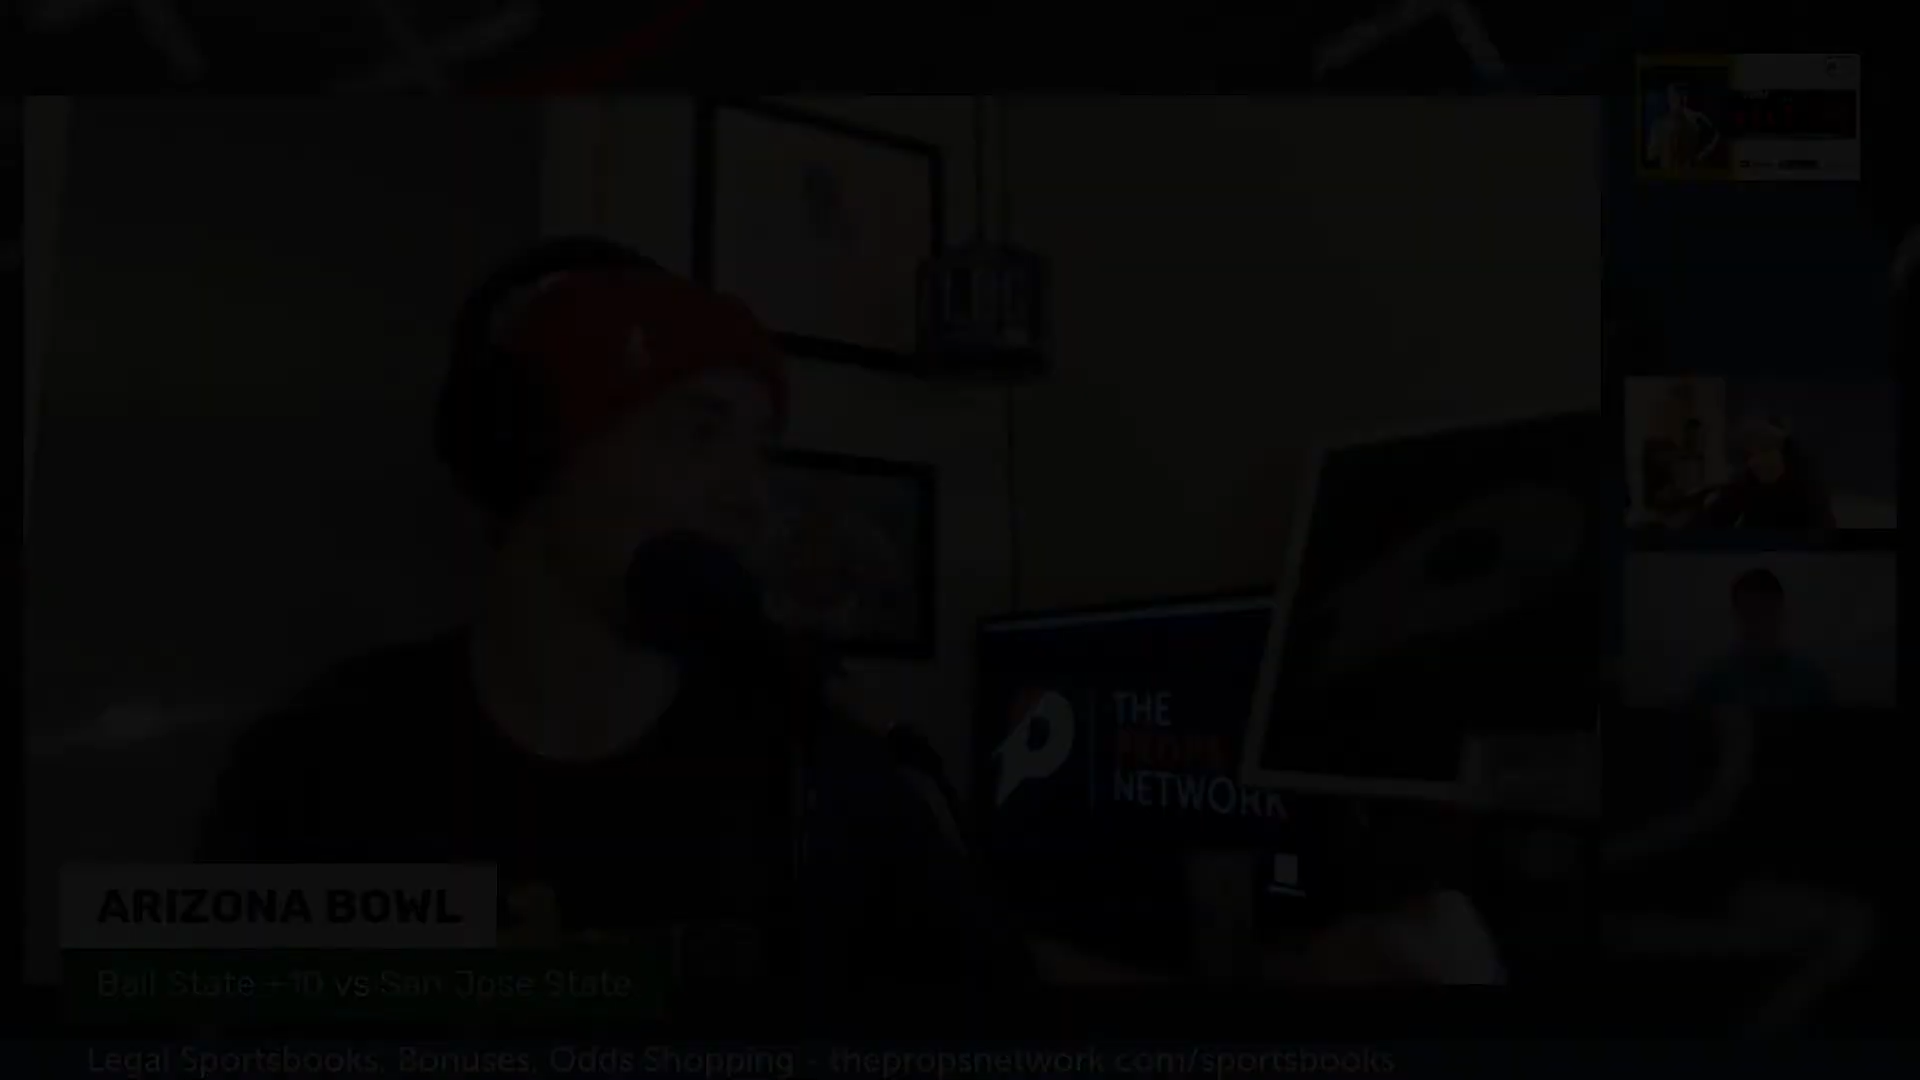 THE
PROPS
NETWORK
ARIZONA BOWL
Ball State +10 vs San Jose State
Legal Sportsbooks, Bonuses, Odds Shopping - thepropsnetwork.com/sportsbooks